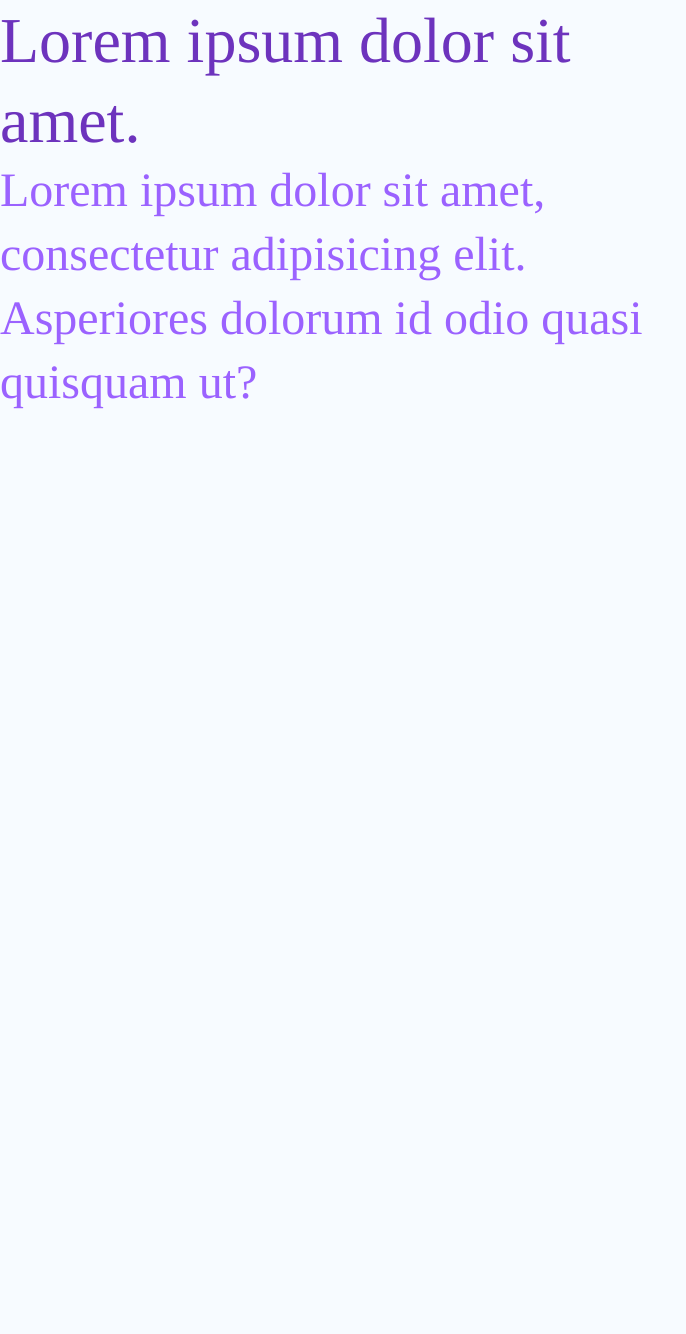 Lorem ipsum dolor sit
amet.
Lorem ipsum dolor sit amet,
consectetur adipisicing elit.
Asperiores dolorum id odio quasi
quisquam ut?